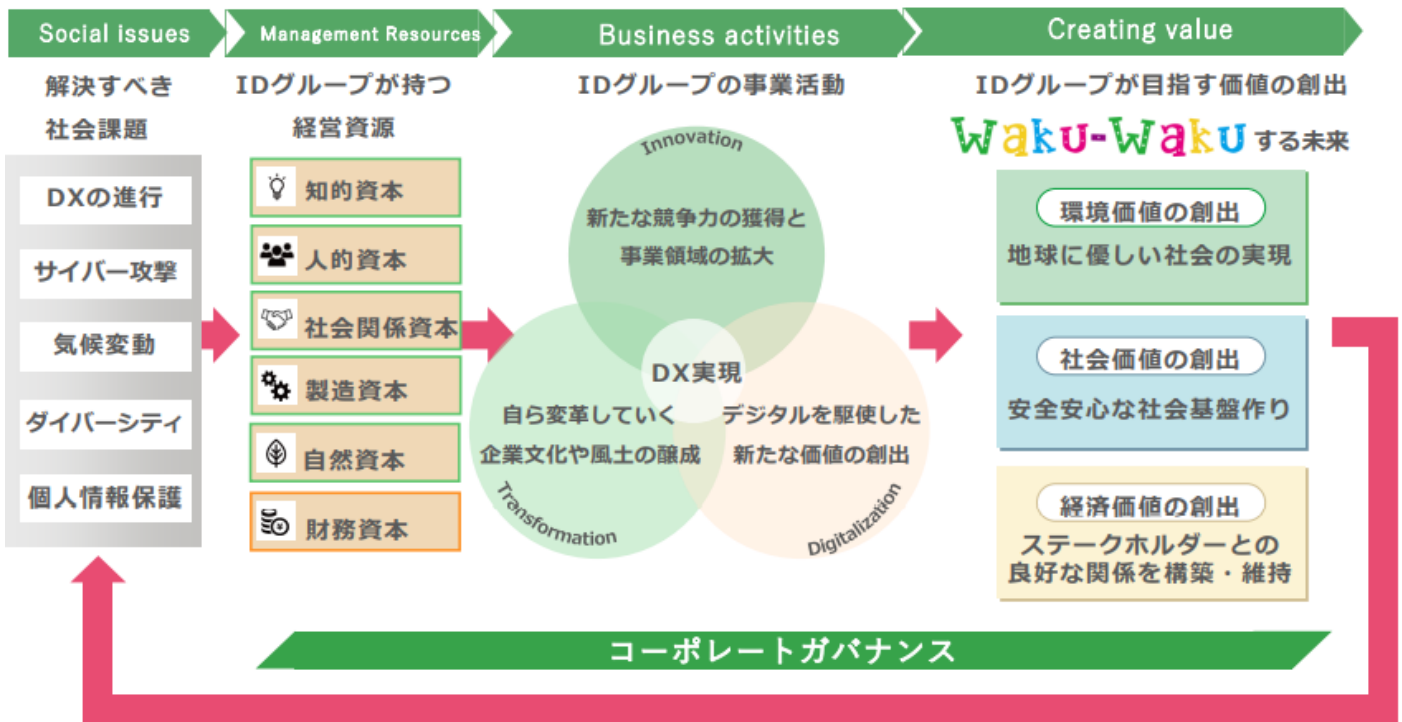 Social issues
Management Resources
Business activities
Creating value
解決すべき
社会課題
DXの進行
サイバー攻撃
気候変動
ダイバーシティ
個人情報保護
IDグループが持つ
経営資源
知的資本
人的資本
社会関係資本
製造資本
自然資本
財務資本
IDグループの事業活動
Innovation
新たな競争力の獲得と
事業領域の拡大
DX実現
自ら変革していく
企業文化や風土の醸成
Transformation
デジタルを駆使した
新たな価値の創出
Digitalization
IDグループが目指す価値の創出
Waku-Wakuする未来
環境価値の創出
地球に優しい社会の実現
社会価値の創出
安全安心な社会基盤作り
経済価値の創出
ステークホルダーとの
良好な関係を構築・維持
コーポレートガバナンス